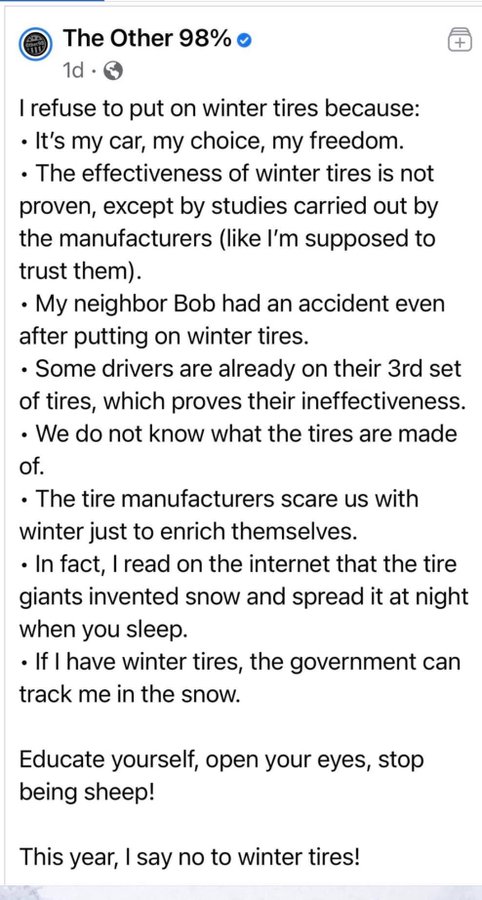 The Other 98%
1d ·
I refuse to put on winter tires because:
• It’s my car, my choice, my freedom.
• The effectiveness of winter tires is not
proven, except by studies carried out by
the manufacturers (like I’m supposed to
trust them).
• My neighbor Bob had an accident even
after putting on winter tires.
• Some drivers are already on their 3rd set
of tires, which proves their ineffectiveness.
• We do not know what the tires are made
of.
• The tire manufacturers scare us with
winter just to enrich themselves.
• In fact, I read on the internet that the tire
giants invented snow and spread it at night
when you sleep.
• If I have winter tires, the government can
track me in the snow.
Educate yourself, open your eyes, stop
being sheep!
This year, I say no to winter tires!